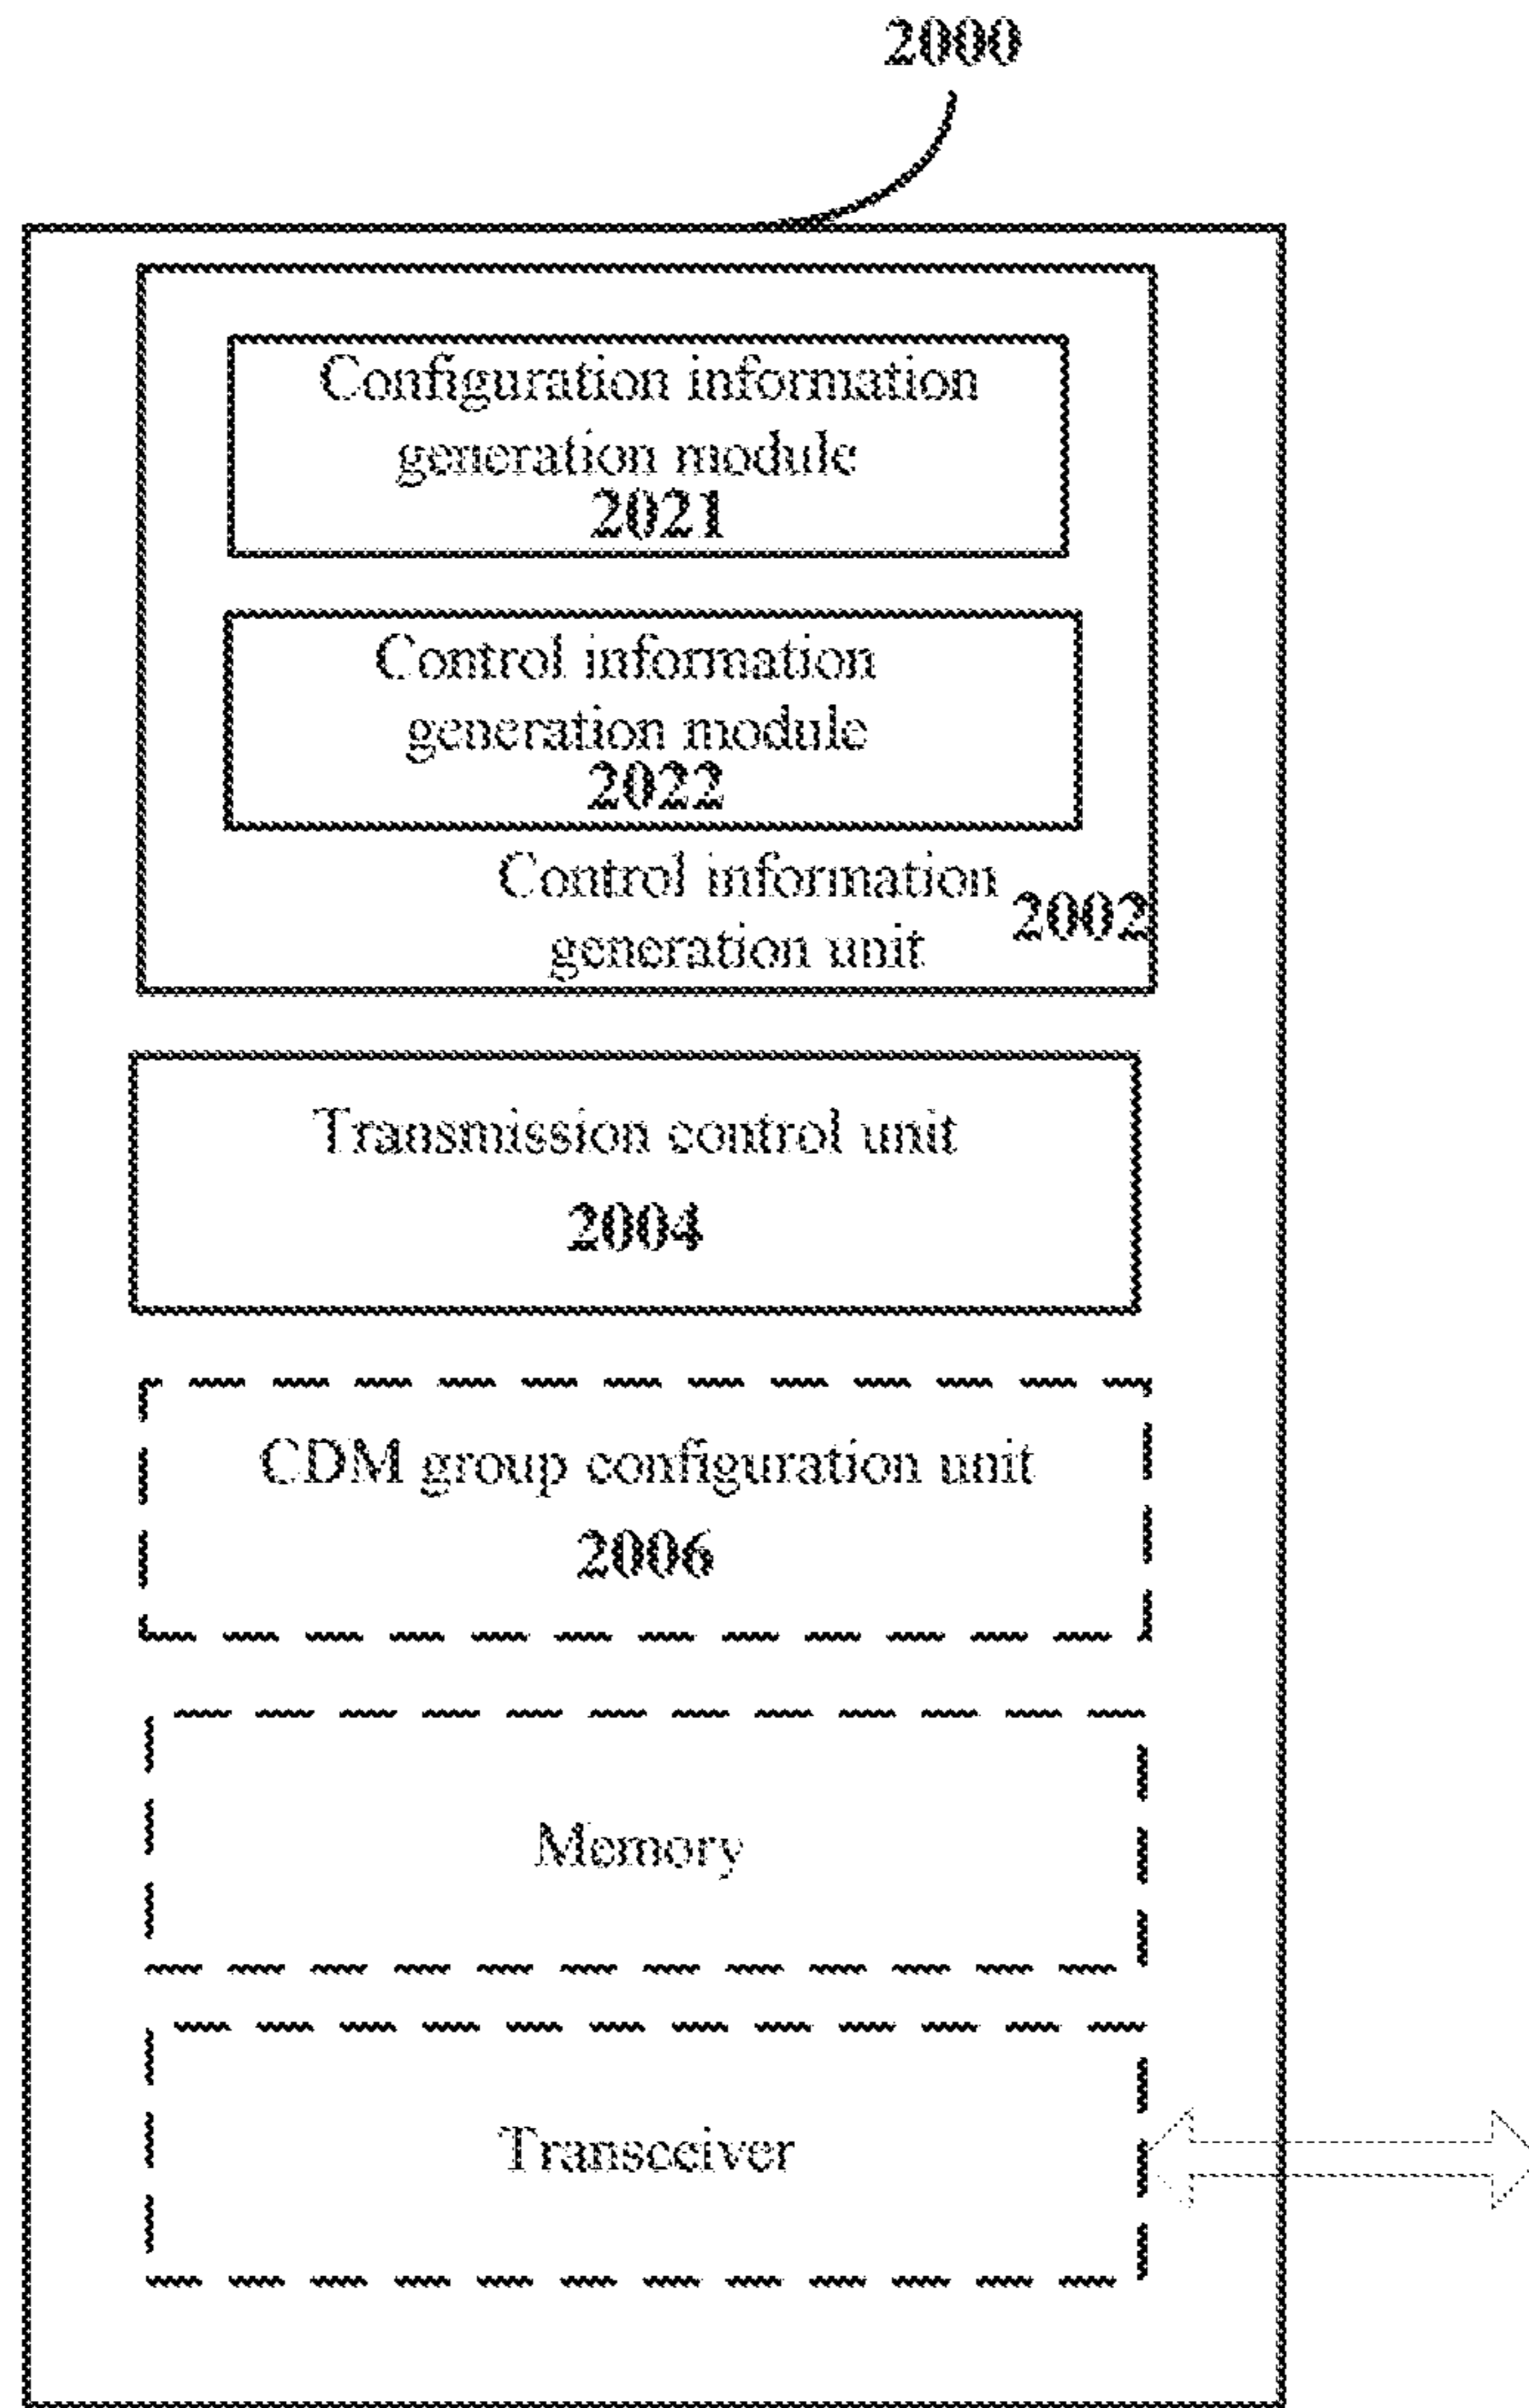 2000
Configuration information
generation module
2021
Control information
generation module
2022
Control information
generation unit
2002
Transmission control unit
2004
CDM group configuration unit
2006
Memory
Transceiver